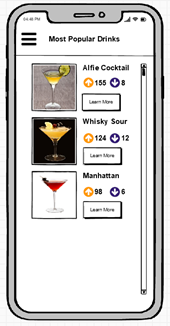 04:48 PM
Most Popular Drinks
Alfie Cocktail
155 8
Learn More
Whisky Sour
124 12
Learn More
Manhattan
98 6
Learn More